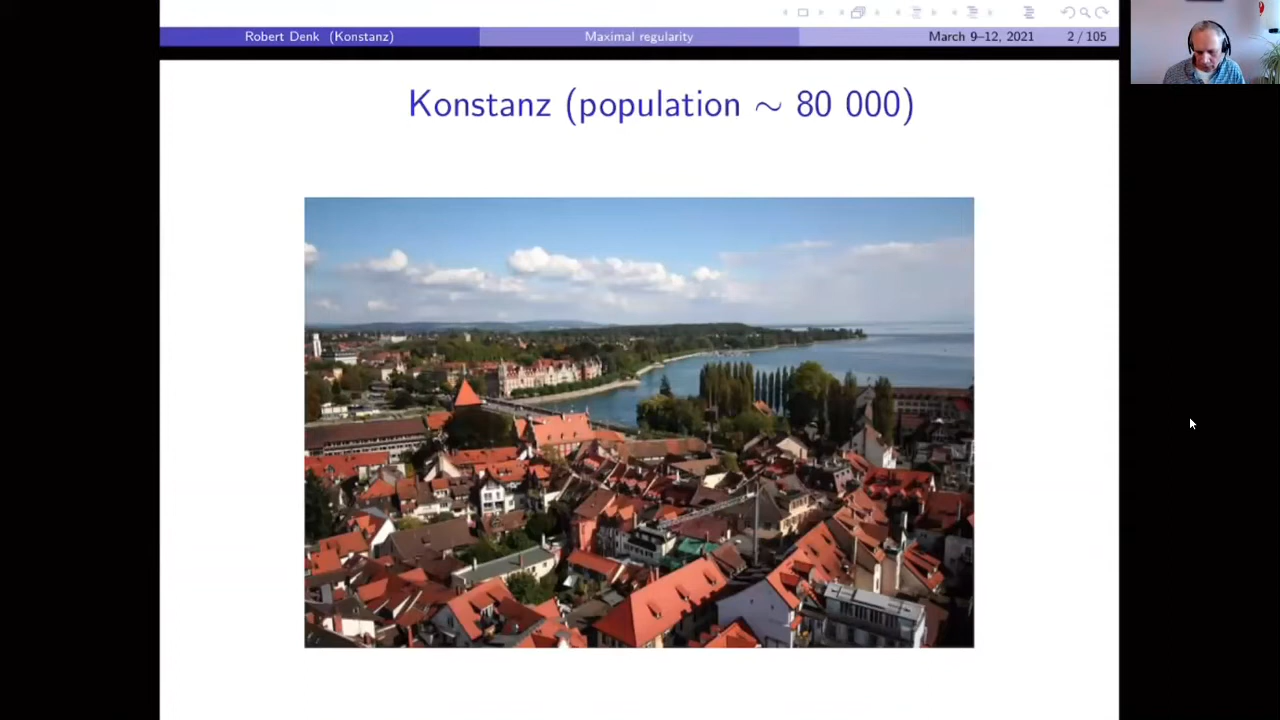 Robert Denk (Konstanz) Maximal regularity March 9–12, 2021 2 / 105
Konstanz (population ∼ 80 000)